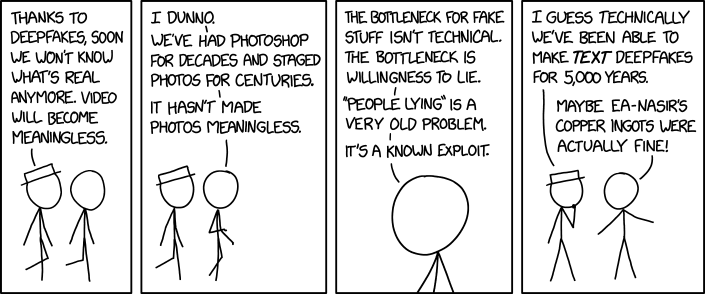 THANKS TO
DEEPFAKES, SOON
WE WON'T KNOW
WHAT'S REAL
ANYMORE. VIDEO
WILL BECOME
MEANINGLESS.
I DUNNO.
WE'VE HAD PHOTOSHOP
FOR DECADES AND STAGED
PHOTOS FOR CENTURIES.
IT HASN'T MADE
PHOTOS MEANINGLESS.
THE BOTTLENECK FOR FAKE
STUFF ISN'T TECHNICAL.
THE BOTTLENECK IS
WILLINGNESS TO LIE.
"PEOPLE LYING" IS A
VERY OLD PROBLEM.
IT'S A KNOWN EXPLOIT.
I GUESS TECHNICALLY
WE'VE BEEN ABLE TO
MAKE TEXT DEEPFAKES
FOR 5,000 YEARS.
MAYBE EA-NASIR'S
COPPER INGOTS WERE
ACTUALLY FINE!